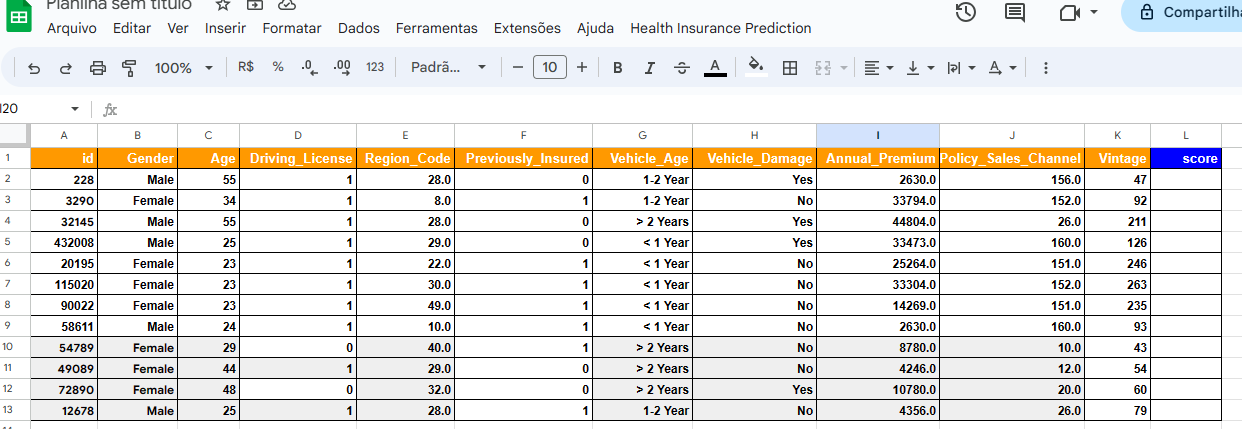 Planilha sem título
Arquivo Editar Ver Inserir Formatar Dados Ferramentas Extensões Ajuda Health Insurance Prediction
100% R$ % .0 .00 123 Padrã... − 10 + B I S A A
I20 fx
A B C D E F G H I J K L
1 id Gender Age Driving_License Region_Code Previously_Insured Vehicle_Age Vehicle_Damage Annual_Premium Policy_Sales_Channel Vintage score
2 228 Male 55 1 28.0 0 1-2 Year Yes 2630.0 156.0 47
3 3290 Female 34 1 8.0 1 1-2 Year No 33794.0 152.0 92
4 32145 Male 55 1 28.0 0 > 2 Years Yes 44804.0 26.0 211
5 432008 Male 25 1 29.0 0 < 1 Year Yes 33473.0 160.0 126
6 20195 Female 23 1 22.0 1 < 1 Year No 25264.0 151.0 246
7 115020 Female 23 1 30.0 1 < 1 Year No 33304.0 152.0 263
8 90022 Female 23 1 49.0 1 < 1 Year No 14269.0 151.0 235
9 58611 Male 24 1 10.0 1 < 1 Year No 2630.0 160.0 93
10 54789 Female 29 0 40.0 1 > 2 Years No 8780.0 10.0 43
11 49089 Female 44 1 29.0 1 > 2 Years No 4246.0 12.0 54
12 72890 Female 48 0 32.0 1 > 2 Years Yes 10780.0 20.0 60
13 12678 Male 25 1 28.0 1 1-2 Year No 4356.0 26.0 79